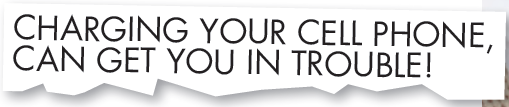 CHARGING YOUR CELL PHONE,
CAN GET YOU IN TROUBLE!